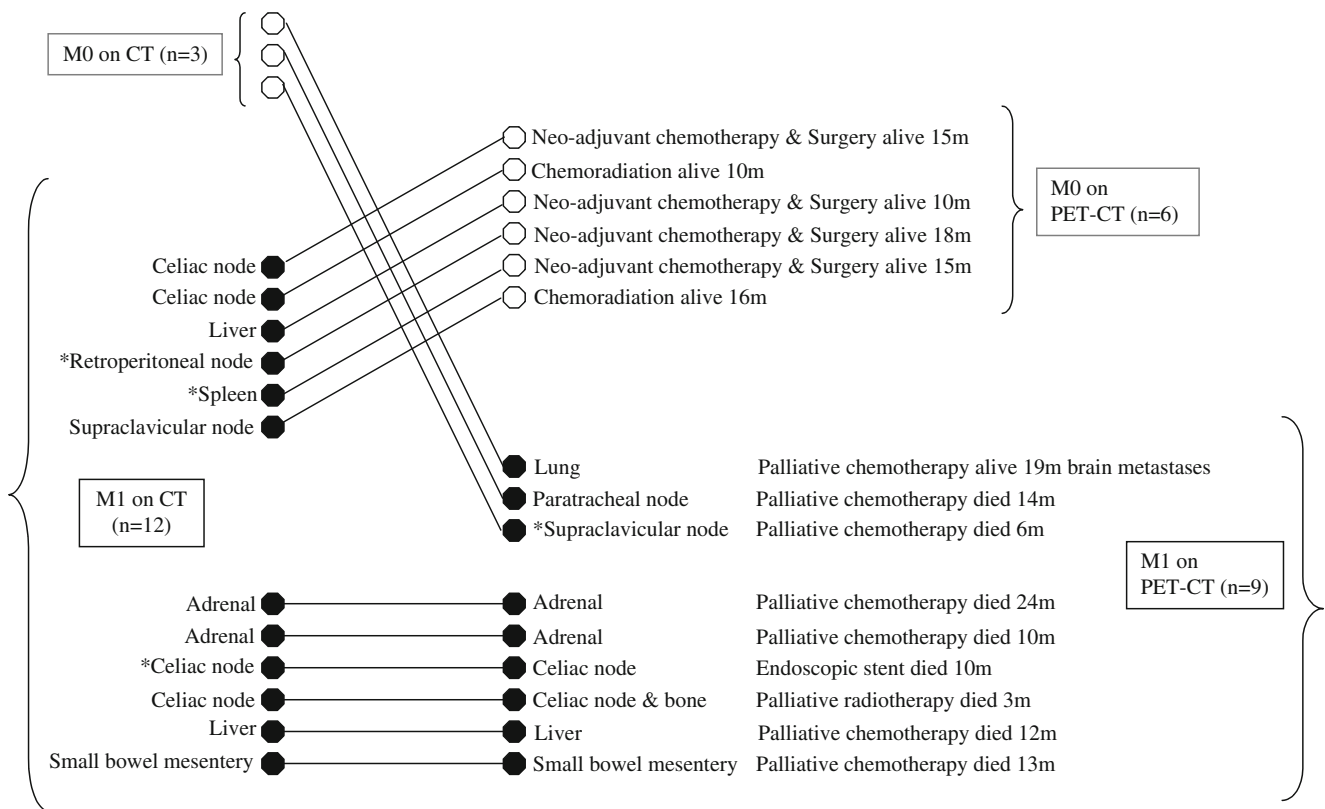 M0 on CT (n=3)
Neo-adjuvant chemotherapy & Surgery alive 15m
Chemoradiation alive 10m
Neo-adjuvant chemotherapy & Surgery alive 10m
Neo-adjuvant chemotherapy & Surgery alive 18m
Neo-adjuvant chemotherapy & Surgery alive 15m
Chemoradiation alive 16m
M0 on
PET-CT (n=6)
Celiac node
Celiac node
Liver
*Retroperitoneal node
*Spleen
Supraclavicular node
M1 on CT
(n=12)
Lung Palliative chemotherapy alive 19m brain metastases
Paratracheal node Palliative chemotherapy died 14m
*Supraclavicular node Palliative chemotherapy died 6m
M1 on
PET-CT (n=9)
Adrenal Adrenal Palliative chemotherapy died 24m
Adrenal Adrenal Palliative chemotherapy died 10m
*Celiac node Celiac node Endoscopic stent died 10m
Celiac node Celiac node & bone Palliative radiotherapy died 3m
Liver Liver Palliative chemotherapy died 12m
Small bowel mesentery Small bowel mesentery Palliative chemotherapy died 13m